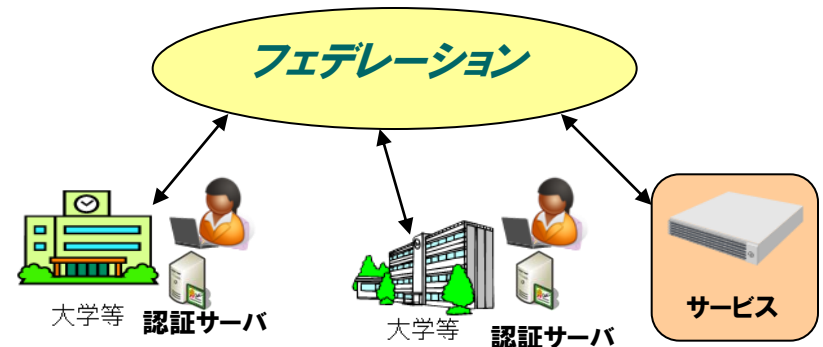 フェデレーション
大学等
認証サーバ
大学等
認証サーバ
サービス